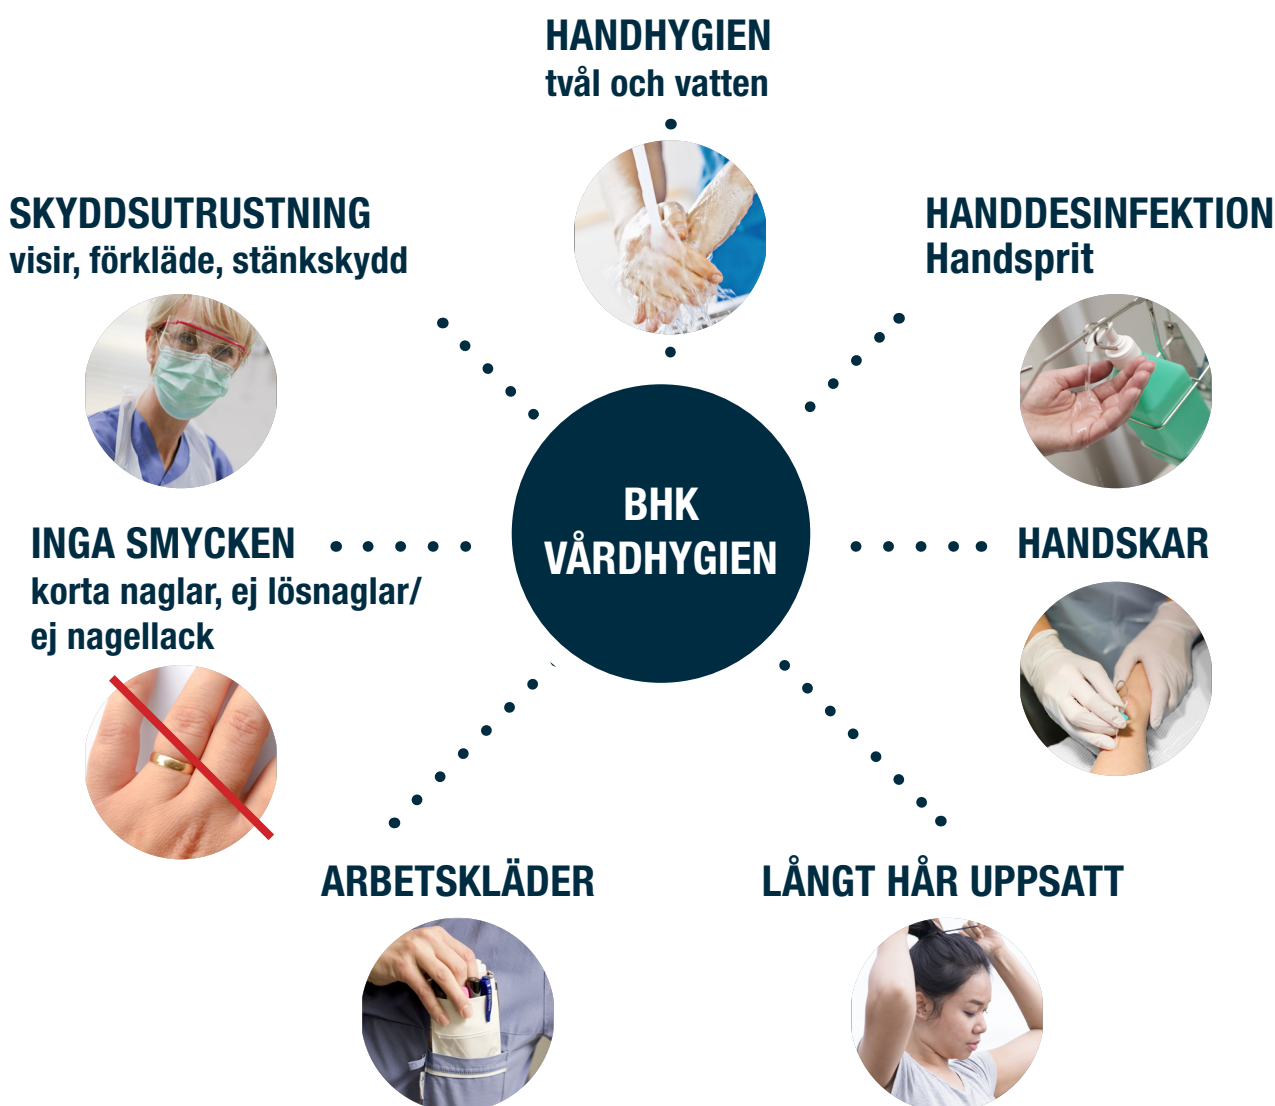 HANDHYGIEN
tvål och vatten
SKYDDSUTRUSTNING
visir, förkläde, stänkskydd
HANDDESINFEKTION
Handsprit
BHK
VÅRDHYGIEN
INGA SMYCKEN
korta naglar, ej lösnaglar/
ej nagellack
HANDSKAR
ARBETSKLÄDER
LÅNGT HÅR UPPSATT